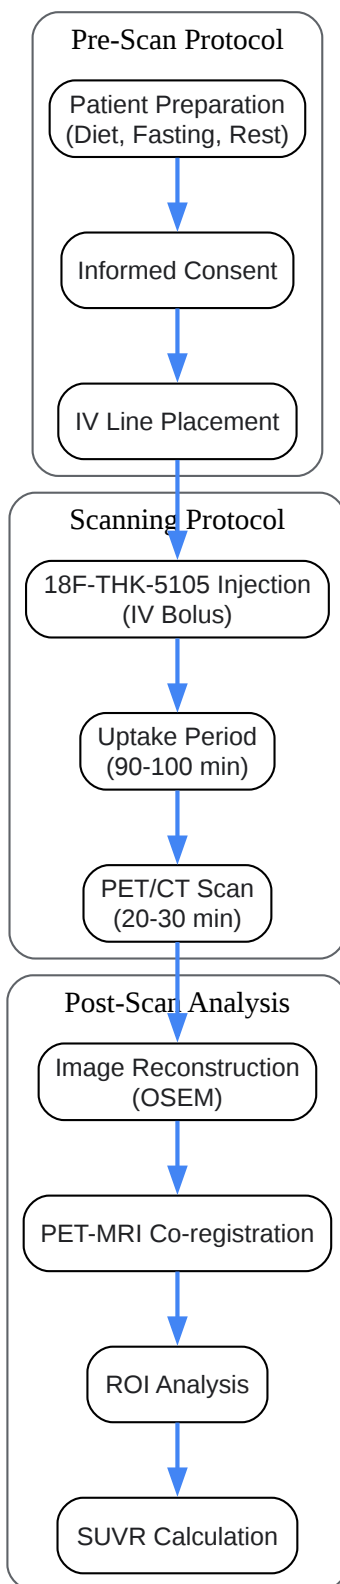 Pre-Scan Protocol
Patient Preparation
(Diet, Fasting, Rest)
Informed Consent
IV Line Placement
Scanning Protocol
18F-THK-5105 Injection
(IV Bolus)
Uptake Period
(90-100 min)
PET/CT Scan
(20-30 min)
Post-Scan Analysis
Image Reconstruction
(OSEM)
PET-MRI Co-registration
ROI Analysis
SUVR Calculation